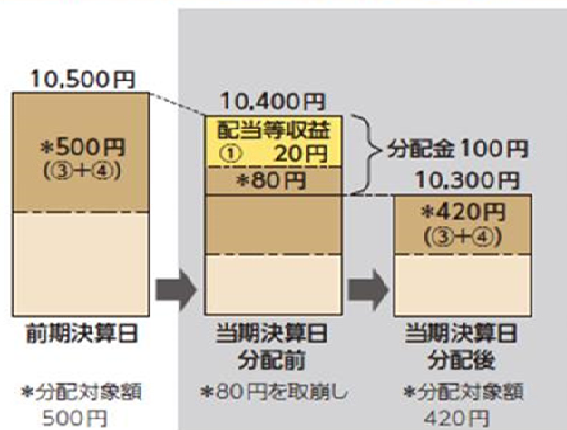 10,500円
*500円
(③+④)
前期決算日
*分配対象額
500円
10,400円
配当等収益
① 20円
*80円
分配金100円
当期決算日
分配前
*80円を取崩し
10,300円
*420円
(③+④)
当期決算日
分配後
*分配対象額
420円